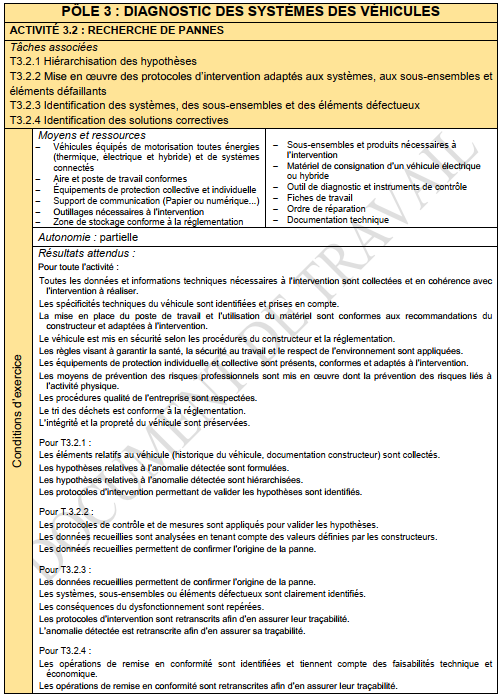 PÔLE 3 : DIAGNOSTIC DES SYSTÈMES DES VÉHICULES
ACTIVITÉ 3.2 : RECHERCHE DE PANNES
Tâches associées
T3.2.1 Hiérarchisation des hypothèses
T3.2.2 Mise en œuvre des protocoles d'intervention adaptés aux systèmes, aux sous-ensembles et
éléments défaillants
T3.2.3 Identification des systèmes, des sous-ensembles et des éléments défectueux
T3.2.4 Identification des solutions correctives
Conditions d'exercice
Moyens et ressources
– Véhicules équipés de motorisation toutes énergies
(thermique, électrique et hybride) et de systèmes
connectés
– Aire et poste de travail conformes
– Équipements de protection collective et individuelle
– Support de communication (Papier ou numérique...)
– Outillages nécessaires à l'intervention
– Zone de stockage conforme à la réglementation
– Sous-ensembles et produits nécessaires à
l'intervention
– Matériel de consignation d'un véhicule électrique
ou hybride
– Outil de diagnostic et instruments de contrôle
– Fiches de travail
– Ordre de réparation
– Documentation technique
Autonomie : partielle
Résultats attendus :
Pour toute l'activité :
Toutes les données et informations techniques nécessaires à l'intervention sont collectées et en cohérence avec
l'intervention à réaliser.
Les spécificités techniques du véhicule sont identifiées et prises en compte.
La mise en place du poste de travail et l'utilisation du matériel sont conformes aux recommandations du
constructeur et adaptées à l'intervention.
Le véhicule est mis en sécurité selon les procédures du constructeur et la réglementation.
Les règles visant à garantir la santé, la sécurité au travail et le respect de l'environnement sont appliquées.
Les équipements de protection individuelle et collective sont présents, conformes et adaptés à l'intervention.
Les moyens de prévention des risques professionnels sont mis en œuvre dont la prévention des risques liés à
l'activité physique.
Les procédures qualité de l'entreprise sont respectées.
Le tri des déchets est conforme à la réglementation.
L'intégrité et la propreté du véhicule sont préservées.
Pour T3.2.1 :
Les éléments relatifs au véhicule (historique du véhicule, documentation constructeur) sont collectés.
Les hypothèses relatives à l'anomalie détectée sont formulées.
Les hypothèses relatives à l'anomalie détectée sont hiérarchisées.
Les protocoles d'intervention permettant de valider les hypothèses sont identifiés.
Pour T.3.2.2 :
Les protocoles de contrôle et de mesures sont appliqués pour valider les hypothèses.
Les données recueillies sont analysées en tenant compte des valeurs définies par les constructeurs.
Les données recueillies permettent de confirmer l'origine de la panne.
Pour T3.2.3 :
Les données recueillies permettent de confirmer l'origine de la panne.
Les systèmes, sous-ensembles ou éléments défectueux sont clairement identifiés.
Les conséquences du dysfonctionnement sont repérées.
Les protocoles d'intervention sont retranscrits afin d'en assurer leur traçabilité.
L'anomalie détectée est retranscrite afin d'en assurer sa traçabilité.
Pour T3.2.4 :
Les opérations de remise en conformité sont identifiées et tiennent compte des faisabilités technique et
économique.
Les opérations de remise en conformité sont retranscrites afin d'en assurer leur traçabilité.
DOCUMENT DE TRAVAIL